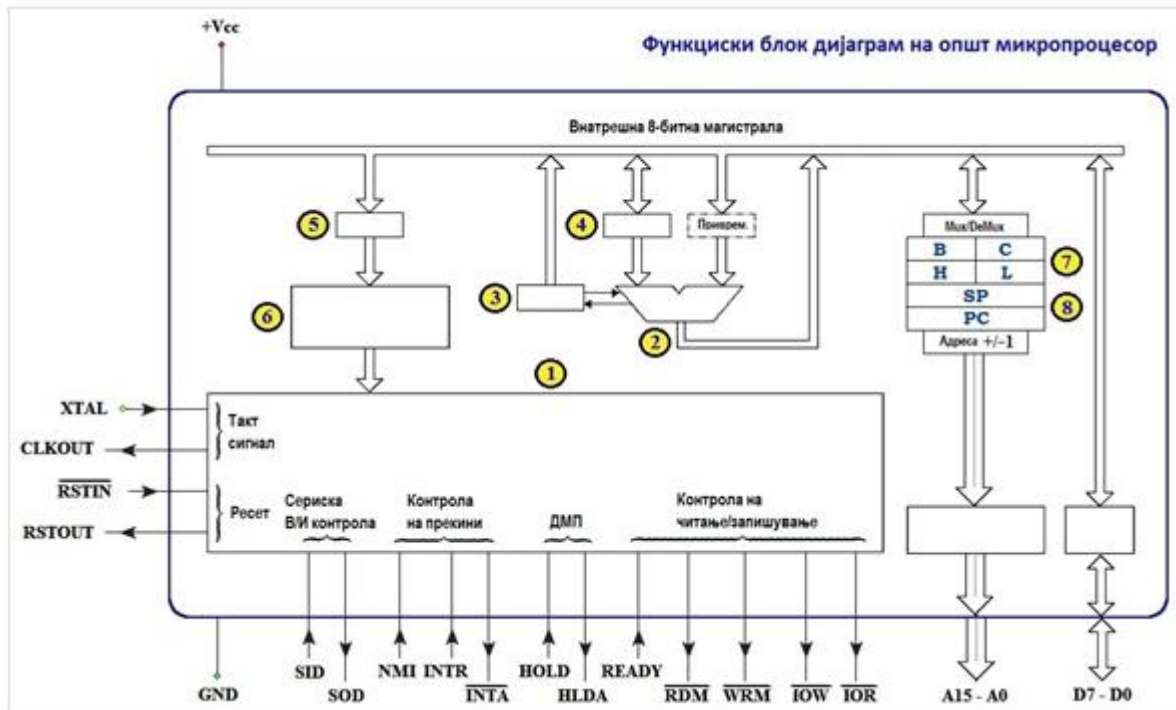 +Vcc
Функциски блок дијаграм на општ микропроцесор
Внатрешна 8-битна магистрала
5
4
Приврем.
Mux/DeMux
B C
7
H L
3
SP
8
6
PC
2
Адреса +/−1
1
XTAL
Такт
сигнал
CLKOUT
RSTIN
Ресет
RSTOUT
Сериска
В/И контрола
Контрола
на прекини
ДМП
Контрола на
читање/запишување
SID
SOD
NMI
INTR
INTA
HOLD
HLDA
READY
RDM
WRM
IOW
IOR
GND
A15 - A0
D7 - D0